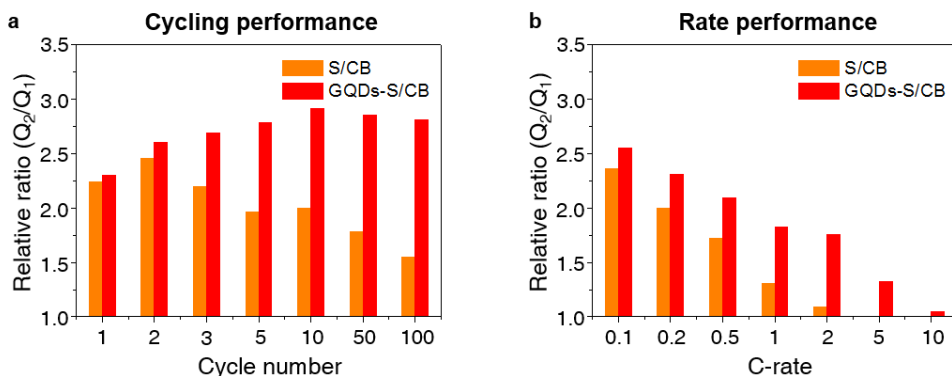 a
Cycling performance
Relative ratio (Q₂/Q₁)
3.5
3.0
2.5
2.0
1.5
1.0
S/CB
GQDs-S/CB
1 2 3 5 10 50 100
Cycle number
b
Rate performance
Relative ratio (Q₂/Q₁)
3.5
3.0
2.5
2.0
1.5
1.0
S/CB
GQDs-S/CB
0.1 0.2 0.5 1 2 5 10
C-rate